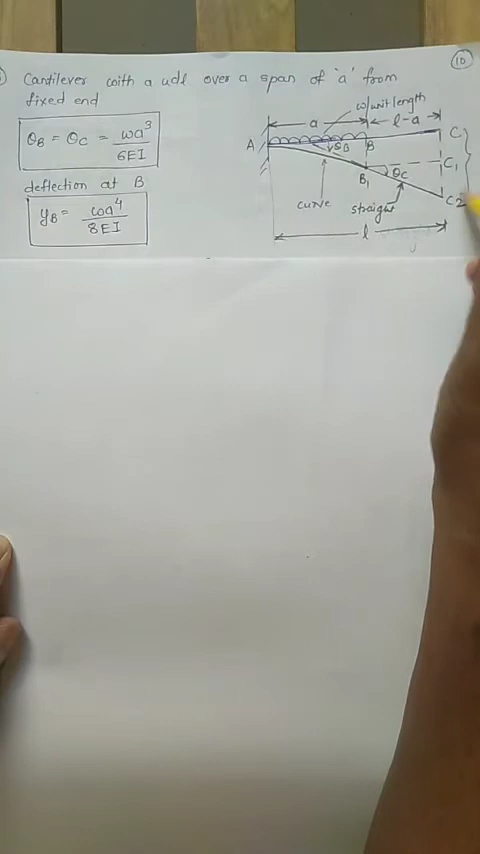 10
Cantilever with a udl over a span of 'a' from
fixed end
θB = θC = wa³/6EI
deflection at B
yB = wa⁴/8EI
w/unit length
a
l-a
A
θB
B
C
C1
B1
θC
C2
curve
straight
l